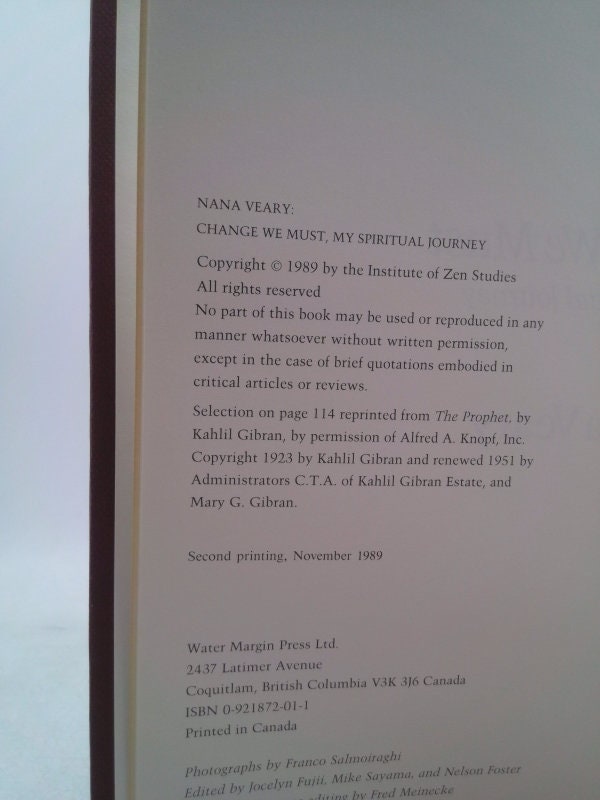 NANA VEARY:
CHANGE WE MUST, MY SPIRITUAL JOURNEY
Copyright © 1989 by the Institute of Zen Studies
All rights reserved
No part of this book may be used or reproduced in any
manner whatsoever without written permission,
except in the case of brief quotations embodied in
critical articles or reviews.
Selection on page 114 reprinted from The Prophet, by
Kahlil Gibran, by permission of Alfred A. Knopf, Inc.
Copyright 1923 by Kahlil Gibran and renewed 1951 by
Administrators C.T.A. of Kahlil Gibran Estate, and
Mary G. Gibran.
Second printing, November 1989
Water Margin Press Ltd.
2437 Latimer Avenue
Coquitlam, British Columbia V3K 3J6 Canada
ISBN 0-921872-01-1
Printed in Canada
Photographs by Franco Salmoiraghi
Edited by Jocelyn Fujii, Mike Sayama, and Nelson Foster
editing by Fred Meinecke